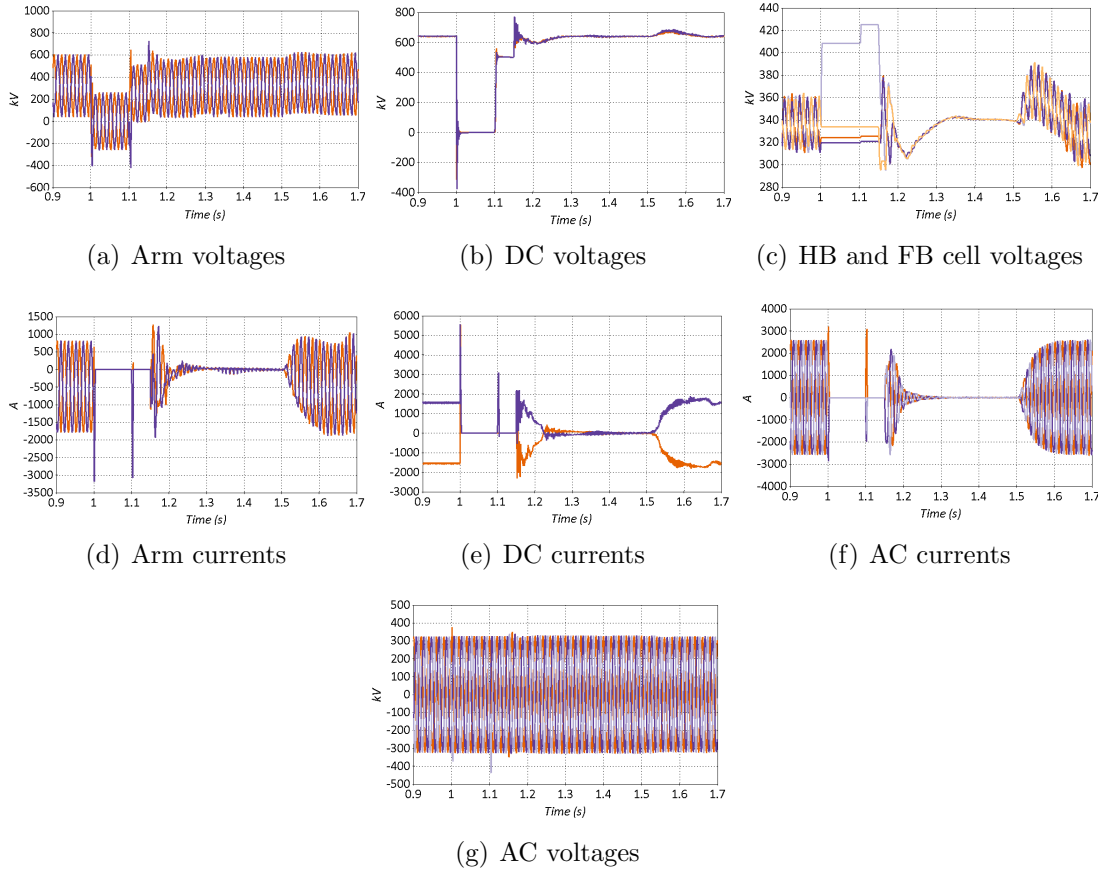 1000
800
600
400
200
0
-200
-400
-600
kV
0.9 1 1.1 1.2 1.3 1.4 1.5 1.6 1.7
Time (s)
(a) Arm voltages
800
600
400
200
0
-200
-400
kV
0.9 1 1.1 1.2 1.3 1.4 1.5 1.6 1.7
Time (s)
(b) DC voltages
440
420
400
380
360
340
320
300
280
kV
0.9 1 1.1 1.2 1.3 1.4 1.5 1.6 1.7
Time (s)
(c) HB and FB cell voltages
1500
1000
500
0
-500
-1000
-1500
-2000
-2500
-3000
-3500
A
0.9 1 1.1 1.2 1.3 1.4 1.5 1.6 1.7
Time (s)
(d) Arm currents
6000
5000
4000
3000
2000
1000
0
-1000
-2000
-3000
A
0.9 1 1.1 1.2 1.3 1.4 1.5 1.6 1.7
Time (s)
(e) DC currents
4000
3000
2000
1000
0
-1000
-2000
-3000
-4000
A
0.9 1 1.1 1.2 1.3 1.4 1.5 1.6 1.7
Time (s)
(f) AC currents
500
400
300
200
100
0
-100
-200
-300
-400
-500
kV
0.9 1 1.1 1.2 1.3 1.4 1.5 1.6 1.7
Time (s)
(g) AC voltages